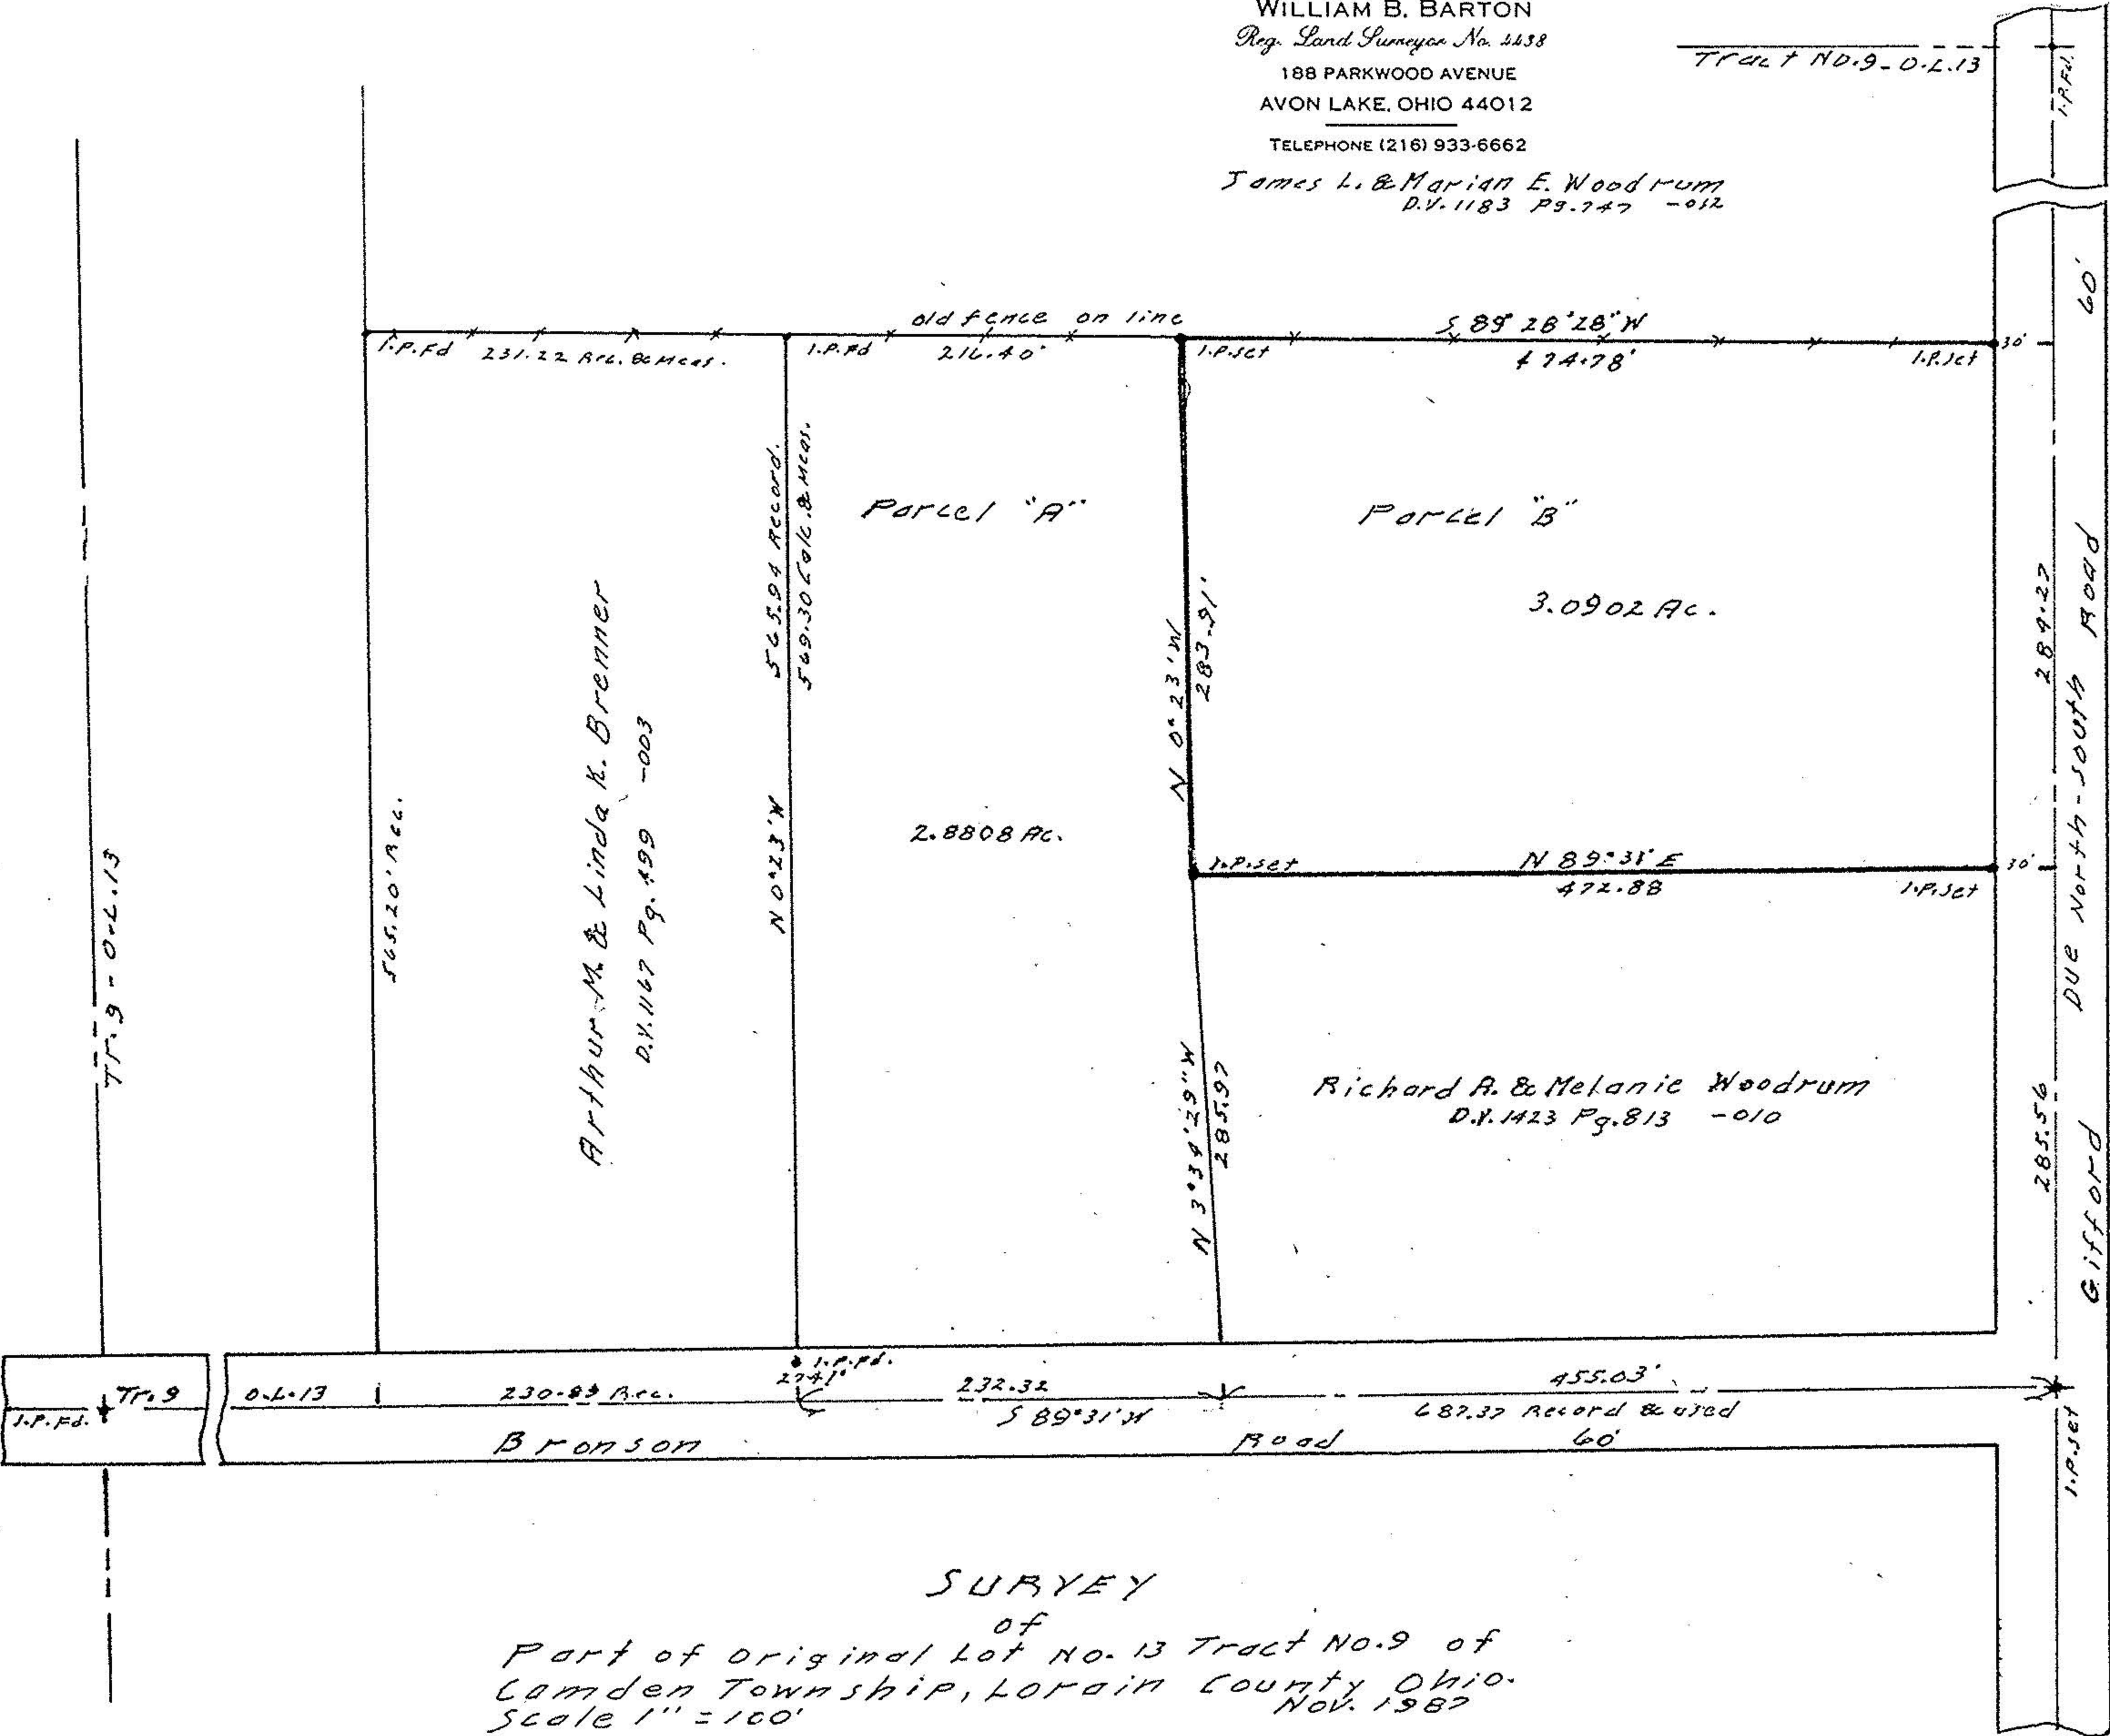 WILLIAM B. BARTON
Reg. Land Surveyor No. 4438
188 PARKWOOD AVENUE
AVON LAKE, OHIO 44012
TELEPHONE (216) 933-6662
Tract No.9-O.L.13
I.P.Fd.
James L. & Marian E. Woodrum
D.V. 1183 Pg. 747 -012
old fence on line
S 89° 28' 28" W
I.P.Fd 231.22 Rec. & Meas.
I.P.Fd 216.40'
I.P.set
474.78'
I.P.set
30'
60'
565.94 Record.
569.30 Calc. & Meas.
N 0°23'W
Parcel "A"
2.8808 Ac.
Parcel "B"
3.0902 Ac.
N 0°23'W
283.91'
I.P.set
N 89°31' E
472.88
I.P.set
30'
289.27
Due North-South Road
Gifford
285.56
565.20' Rec.
Arthur M. & Linda K. Brenner
D.V. 1167 Pg. 499 -003
Tr. 9 - O.L. 13
N 3°34'29" W
285.97
Richard A. & Melanie Woodrum
D.V. 1423 Pg. 813 -010
I.P.Fd.
Tr. 9
O.L. 13
230.83 Rec.
I.P.Fd.
27.41'
232.32
S 89°31' W
455.03'
687.37 Record & used
I.P.set
Bronson Road 60'
SURVEY
of
Part of Original Lot No. 13 Tract No.9 of
Camden Township, Lorain County Ohio.
Scale 1" = 100'
Nov. 1987